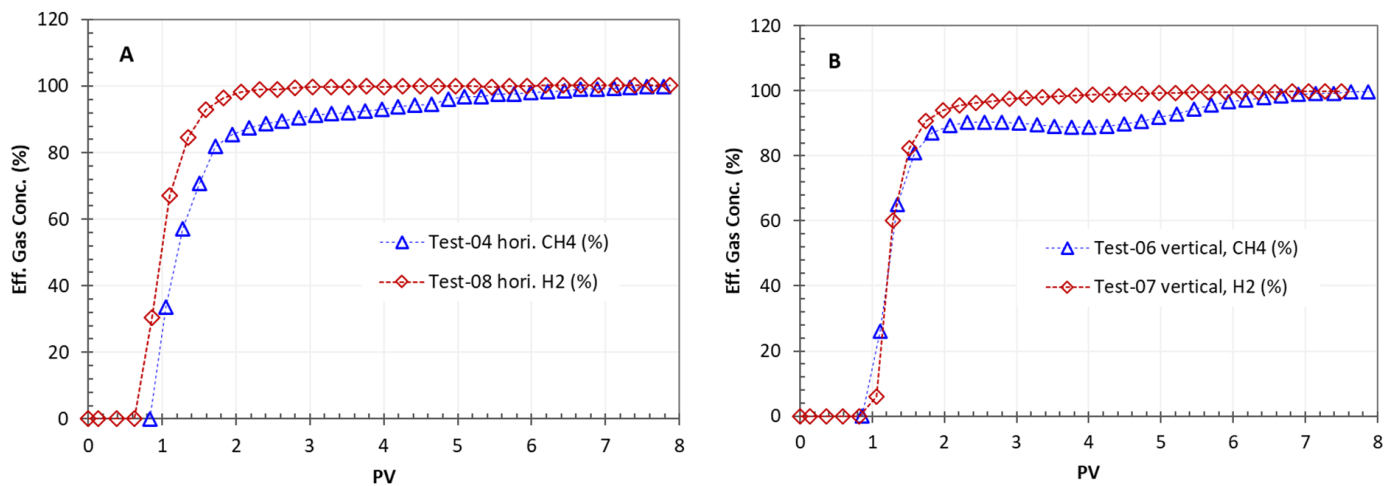 A
Eff. Gas Conc. (%)
120
100
80
60
40
20
0
0 1 2 3 4 5 6 7 8
PV
Test-04 hori. CH4 (%)
Test-08 hori. H2 (%)
B
Eff. Gas Conc. (%)
120
100
80
60
40
20
0
0 1 2 3 4 5 6 7 8
PV
Test-06 vertical, CH4 (%)
Test-07 vertical, H2 (%)